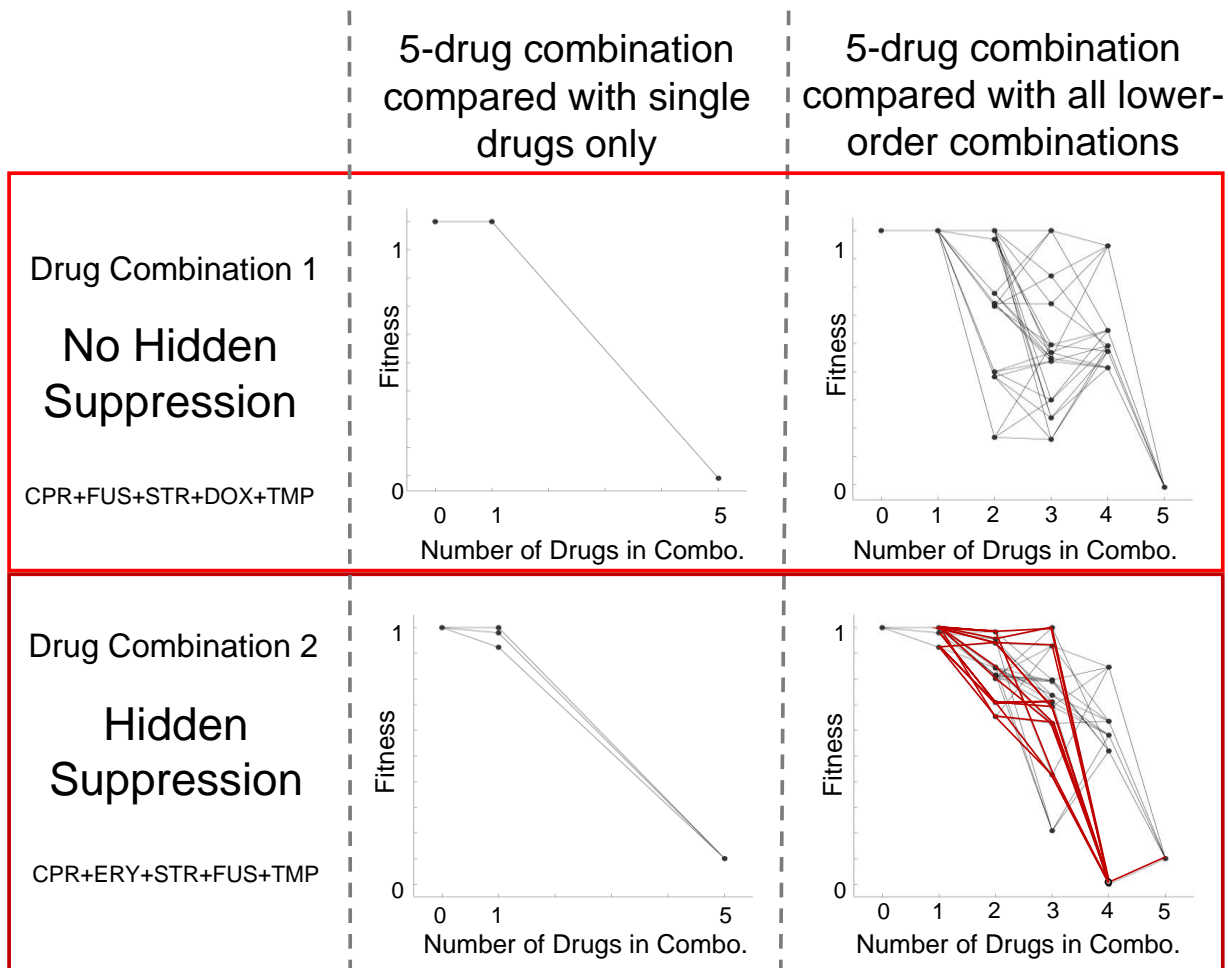 5-drug combination
compared with single
drugs only
5-drug combination
compared with all lower-
order combinations
Drug Combination 1
No Hidden
Suppression
CPR+FUS+STR+DOX+TMP
Fitness
1
0
0 1 5
Number of Drugs in Combo.
Fitness
1
0
0 1 2 3 4 5
Number of Drugs in Combo.
Drug Combination 2
Hidden
Suppression
CPR+ERY+STR+FUS+TMP
Fitness
1
0
0 1 5
Number of Drugs in Combo.
Fitness
1
0
0 1 2 3 4 5
Number of Drugs in Combo.